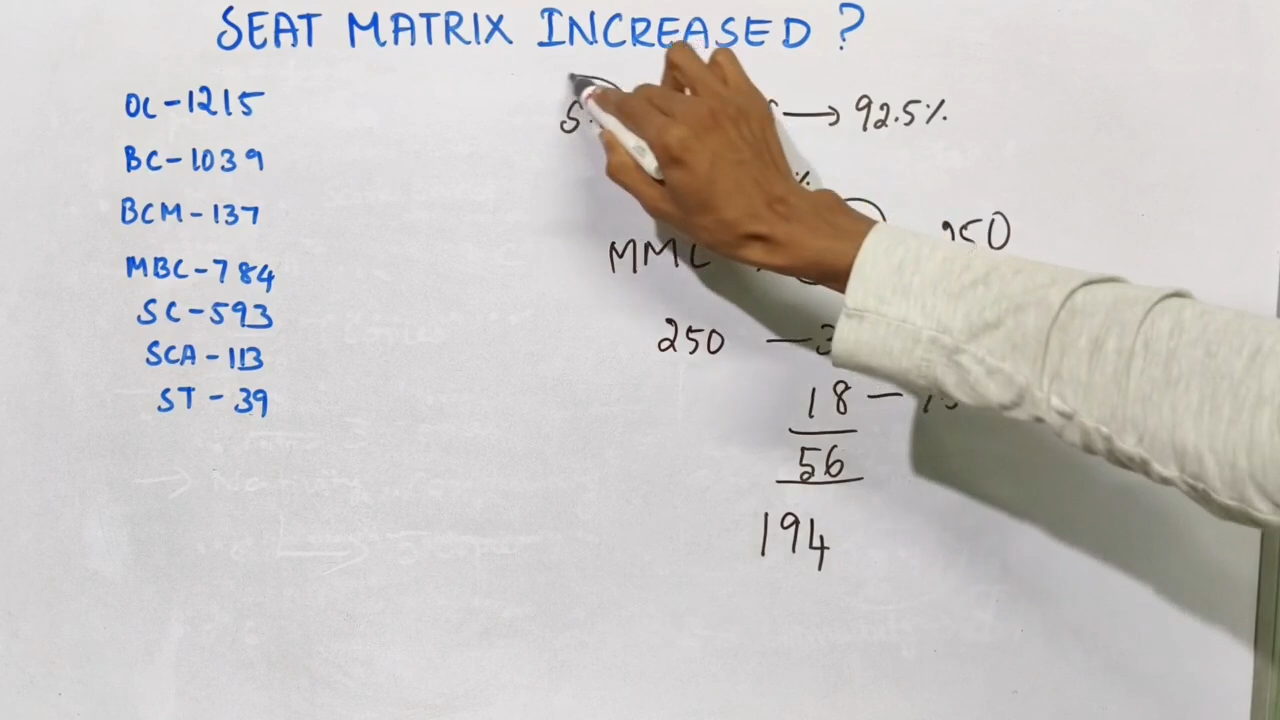 SEAT MATRIX INCREASED ?
OC-1215
BC-1039
BCM-137
MBC-784
SC-593
SCA-113
ST-39
→ 92.5%
MMC
250
18 —
56
194